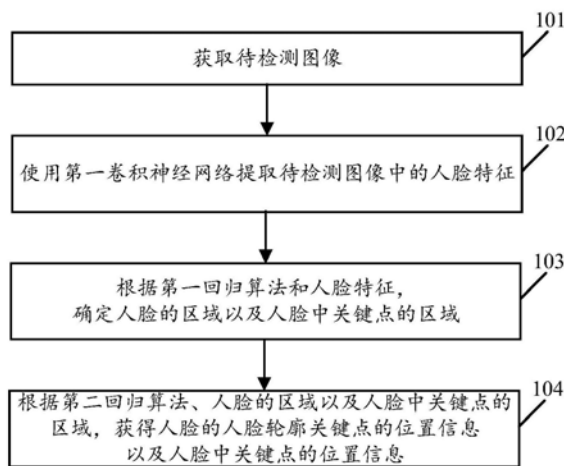 101
获取待检测图像
102
使用第一卷积神经网络提取待检测图像中的人脸特征
103
根据第一回归算法和人脸特征，
确定人脸的区域以及人脸中关键点的区域
104
根据第二回归算法、人脸的区域以及人脸中关键点的
区域，获得人脸的人脸轮廓关键点的位置信息
以及人脸中关键点的位置信息